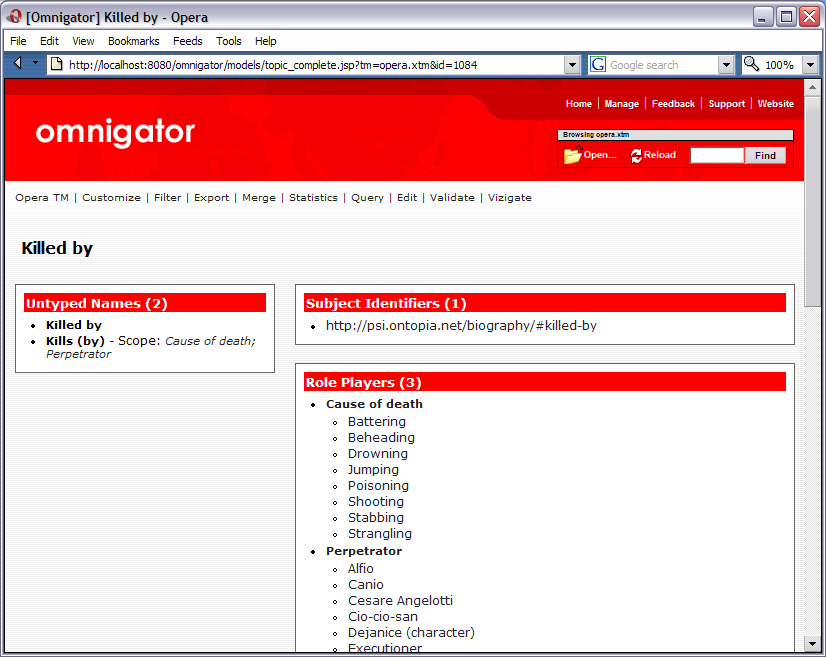 [Omnigator] Killed by - Opera
File Edit View Bookmarks Feeds Tools Help
http://localhost:8080/omnigator/models/topic_complete.jsp?tm=opera.xtm&id=1084
G Google search
100%
Home | Manage | Feedback | Support | Website
omnigator
Browsing opera.xtm
Open... Reload Find
Opera TM | Customize | Filter | Export | Merge | Statistics | Query | Edit | Validate | Vizigate
Killed by
Untyped Names (2)
Killed by
Kills (by) - Scope: Cause of death;
Perpetrator
Subject Identifiers (1)
http://psi.ontopia.net/biography/#killed-by
Role Players (3)
Cause of death
Battering
Beheading
Drowning
Jumping
Poisoning
Shooting
Stabbing
Strangling
Perpetrator
Alfio
Canio
Cesare Angelotti
Cio-cio-san
Dejanice (character)
Executioner